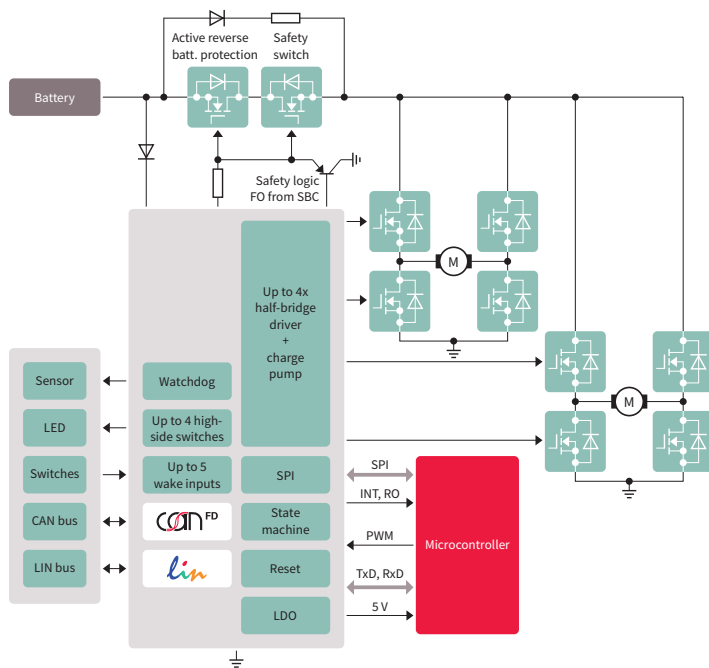 Active reverse
batt. protection
Safety
switch
Battery
Safety logic
FO from SBC
Up to 4x
half-bridge
driver
+
charge
pump
M
M
Sensor
LED
Switches
CAN bus
LIN bus
Watchdog
Up to 4 high-
side switches
Up to 5
wake inputs
CAN FD
lin
SPI
State
machine
Reset
LDO
SPI
INT, RO
PWM
TxD, RxD
5 V
Microcontroller